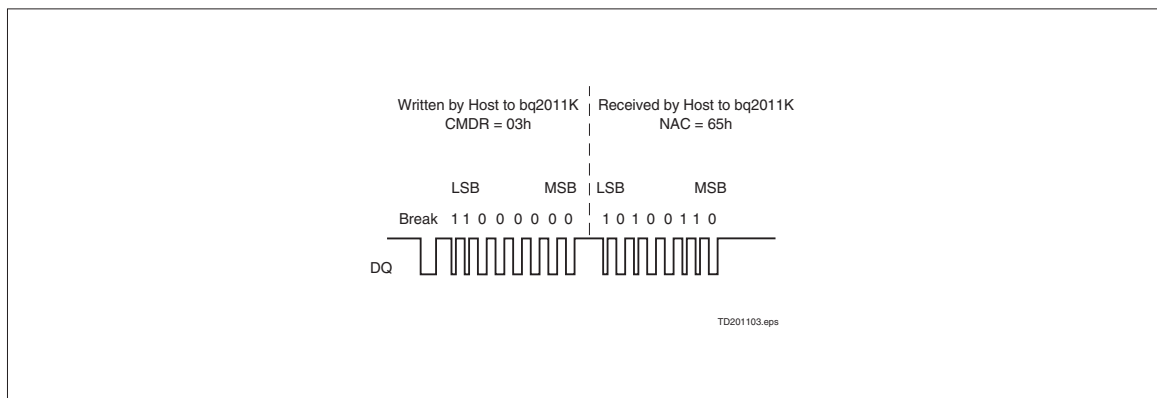 Written by Host to bq2011K
CMDR = 03h
Received by Host to bq2011K
NAC = 65h
LSB MSB LSB MSB
Break 1 1 0 0 0 0 0 0 1 0 1 0 0 1 1 0
DQ
TD201103.eps